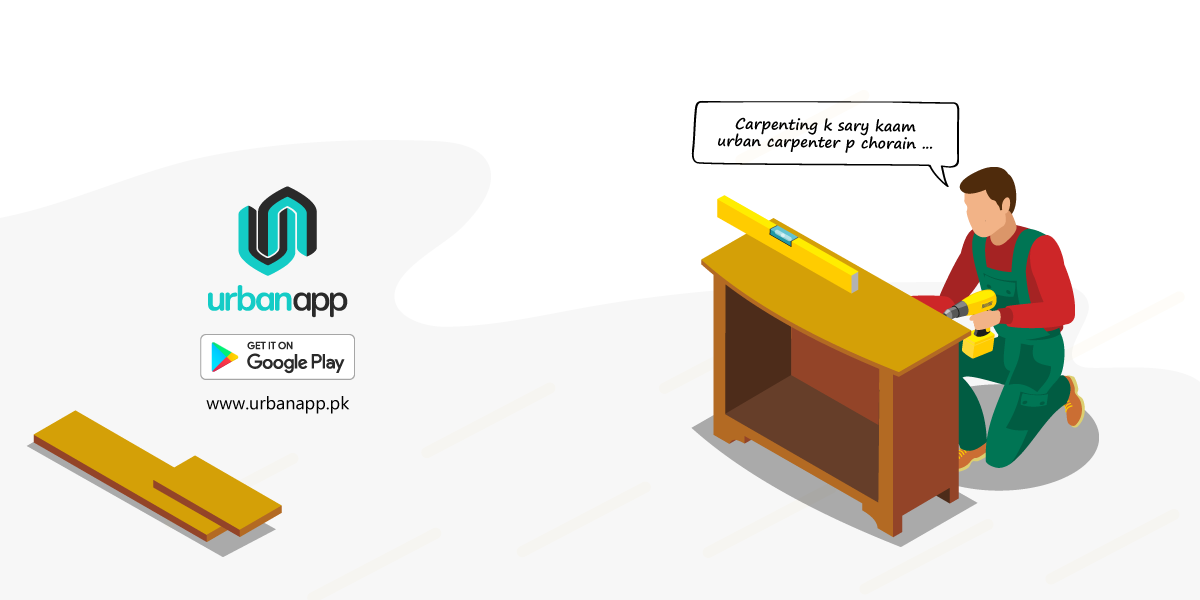 Carpenting k sary kaam
urban carpenter p chorain ...
urbanapp
GET IT ON
Google Play
www.urbanapp.pk